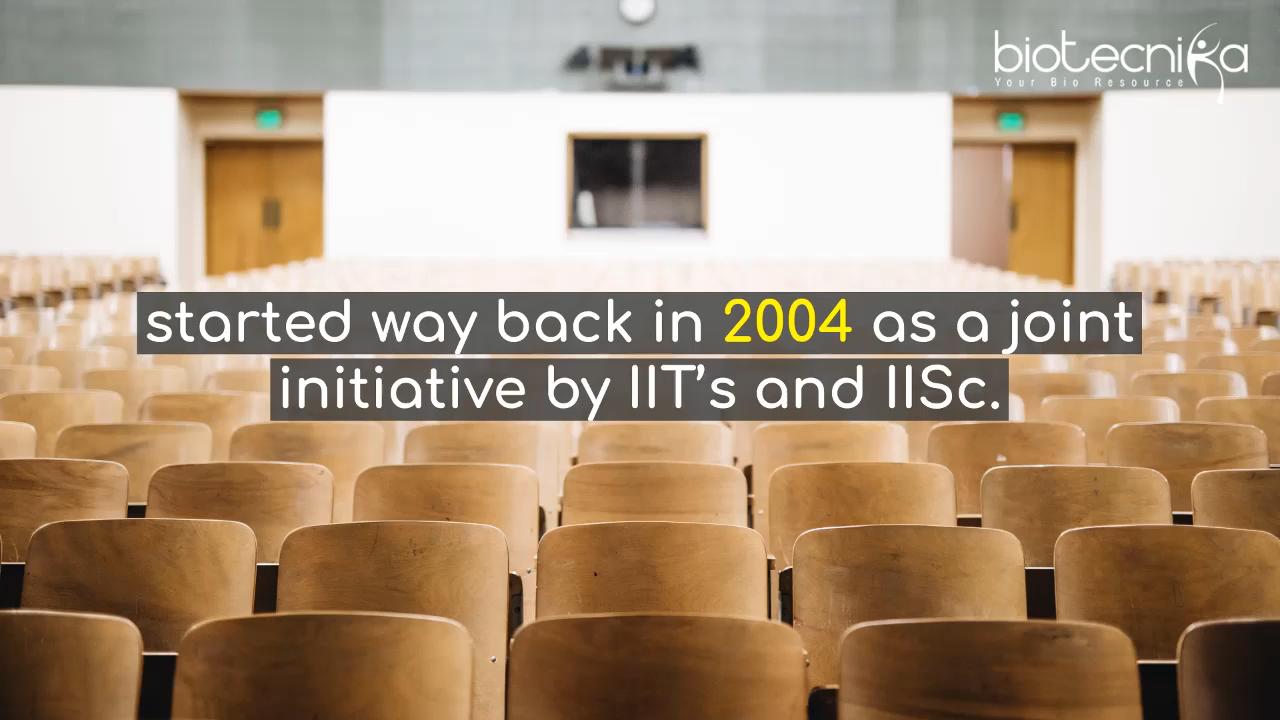 biotecnika
Your Bio Resource
started way back in 2004 as a joint
initiative by IIT's and IISc.